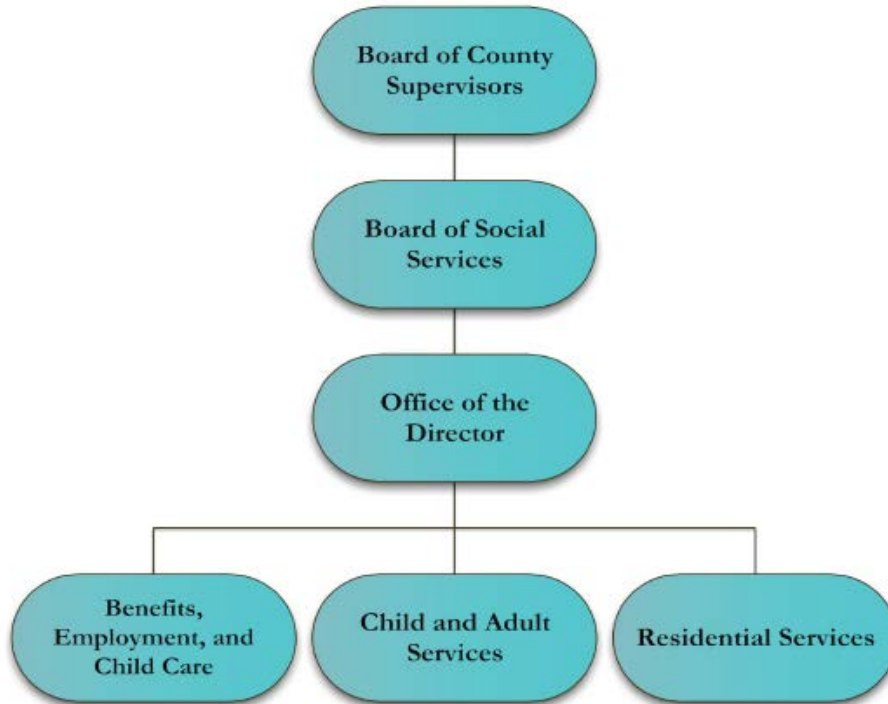 Board of County
Supervisors
Board of Social
Services
Office of the
Director
Benefits,
Employment, and
Child Care
Child and Adult
Services
Residential Services